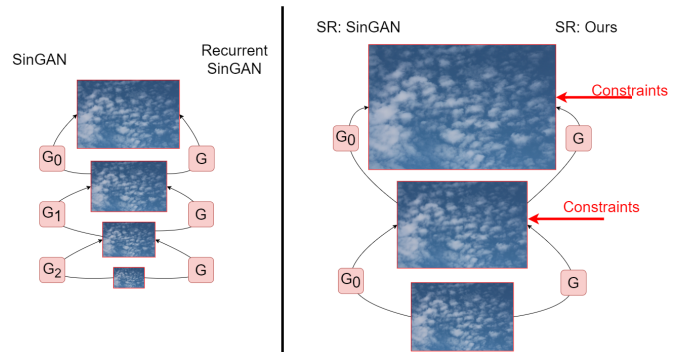 SinGAN
Recurrent
SinGAN
G0
G
G1
G
G2
G
SR: SinGAN
SR: Ours
Constraints
G0
G
Constraints
G0
G